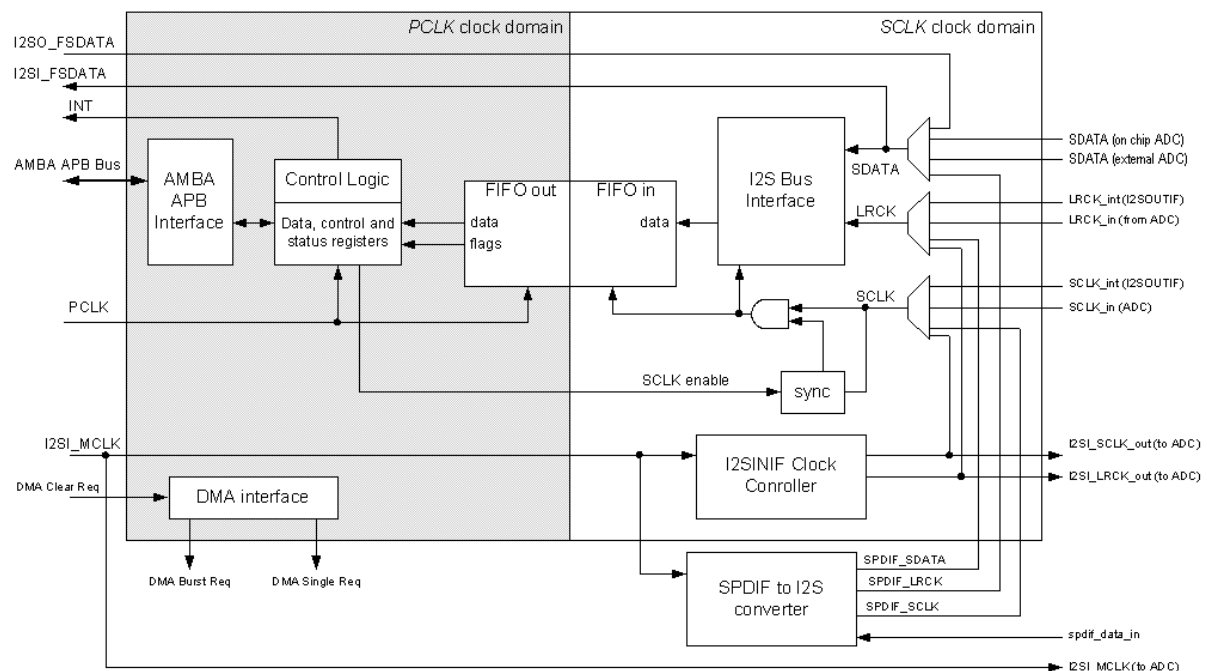 PCLK clock domain
SCLK clock domain
I2SO_FSDATA
I2SI_FSDATA
INT
AMBA APB Bus
AMBA
APB
Interface
Control Logic
Data, control and
status registers
FIFO out
data
flags
FIFO in
data
I2S Bus
Interface
SDATA
LRCK
SCLK
SDATA (on chip ADC)
SDATA (external ADC)
LRCK_int (I2SOUTIF)
LRCK_in (from ADC)
SCLK_int (I2SOUTIF)
SCLK_in (ADC)
PCLK
SCLK enable
sync
I2SI_MCLK
I2SINIF Clock
Conroller
I2SI_SCLK_out (to ADC)
I2SI_LRCK_out (to ADC)
DMA Clear Req
DMA interface
DMA Burst Req
DMA Single Req
SPDIF to I2S
converter
SPDIF_SDATA
SPDIF_LRCK
SPDIF_SCLK
spdif_data_in
I2SI_MCLK (to ADC)